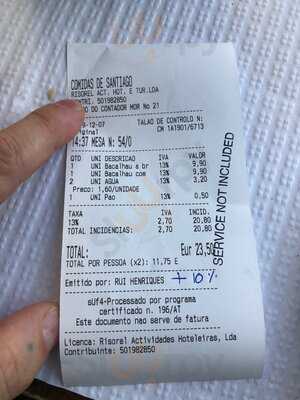 COMIDAS DE SANTIAGO
RISOREL ACT. HOT. E TUR.LDA
NTRI. 501982850
DO CONTADOR MOR No 21
-12-07 TALAO DE CONTROLO N:
iginal CM 1A1901/6713
14:37 MESA N: 54/0
QT UNI DESCRICAO IVA VALOR
1 UNI Bacalhau a br 13% 9,90
1 UNI Bacalhau com 13% 9,90
2 UNI AGUA 13% 3,20
Preco: 1,60/UNIDADE
1 UNI Pao 13% 0,50
TAXA IVA INCID.
13% 2,70 20,80
TOTAL INCIDENCIAS: 2,70 20,80
TOTAL: Eur 23,50
TOTAL POR PESSOA (x2): 11,75 E
Emitido por: RUI HENRIQUES + 10%
sUf4-Processado por programa
certificado n. 196/AT
Este documento nao serve de fatura
Licenca: Risorel Actividades Hoteleiras, Lda
Contribuinte: 501982850
SERVICE NOT INCLUDED